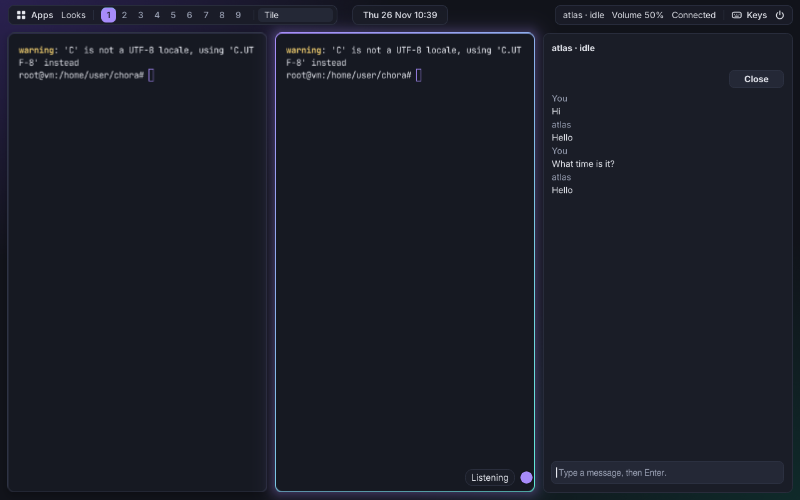 Apps Looks 1 2 3 4 5 6 7 8 9 Tile
Thu 26 Nov 10:39
atlas · idle Volume 50% Connected Keys
warning: 'C' is not a UTF-8 locale, using 'C.UT
F-8' instead
root@vm:/home/user/chora#
warning: 'C' is not a UTF-8 locale, using 'C.UT
F-8' instead
root@vm:/home/user/chora#
Listening
atlas · idle
Close
You
Hi
atlas
Hello
You
What time is it?
atlas
Hello
Type a message, then Enter.